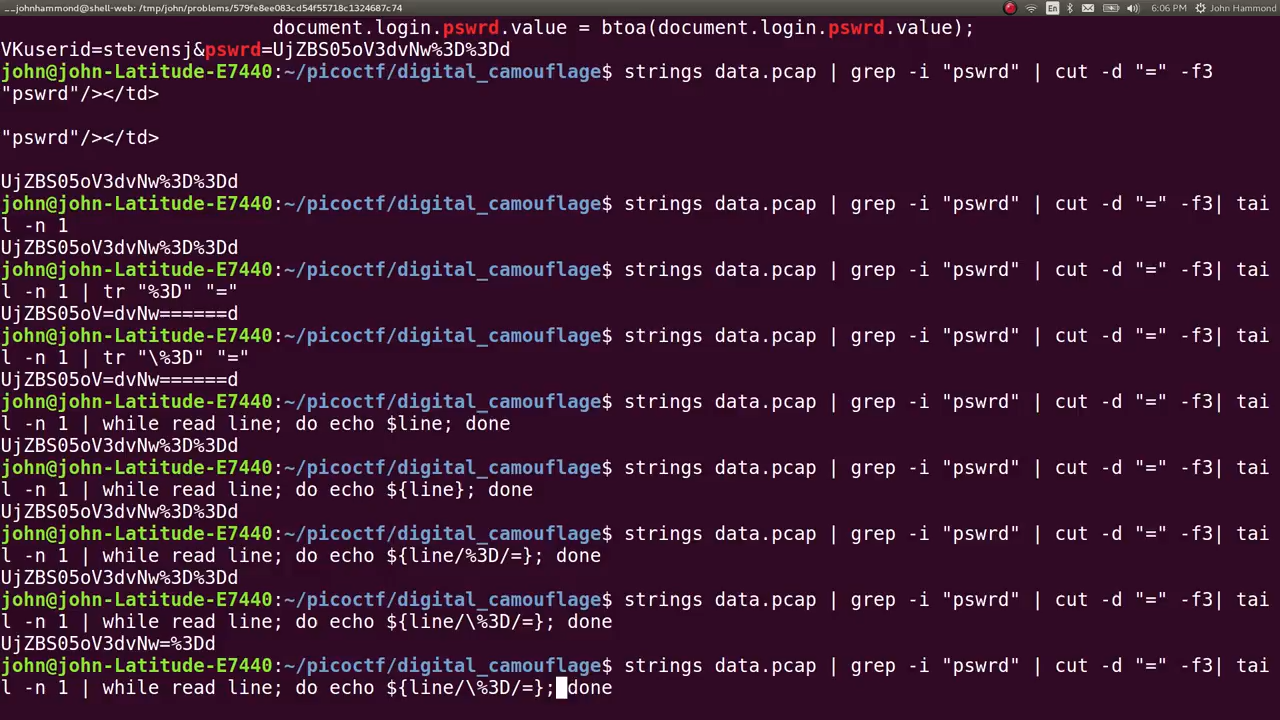 johnhammond@shell-web: /tmp/john/problems/579fe8ee083cd54f55718c1324687c74
En
6:06 PM
John Hammond
document.login.pswrd.value = btoa(document.login.pswrd.value);
VKuserid=stevensj&pswrd=UjZBS05oV3dvNw%3D%3Dd
john@john-Latitude-E7440:~/picoctf/digital_camouflage$ strings data.pcap | grep -i "pswrd" | cut -d "=" -f3
"pswrd"/></td>
"pswrd"/></td>
UjZBS05oV3dvNw%3D%3Dd
john@john-Latitude-E7440:~/picoctf/digital_camouflage$ strings data.pcap | grep -i "pswrd" | cut -d "=" -f3| tai
l -n 1
UjZBS05oV3dvNw%3D%3Dd
john@john-Latitude-E7440:~/picoctf/digital_camouflage$ strings data.pcap | grep -i "pswrd" | cut -d "=" -f3| tai
l -n 1 | tr "%3D" "="
UjZBS05oV=dvNw======d
john@john-Latitude-E7440:~/picoctf/digital_camouflage$ strings data.pcap | grep -i "pswrd" | cut -d "=" -f3| tai
l -n 1 | tr "\%3D" "="
UjZBS05oV=dvNw======d
john@john-Latitude-E7440:~/picoctf/digital_camouflage$ strings data.pcap | grep -i "pswrd" | cut -d "=" -f3| tai
l -n 1 | while read line; do echo $line; done
UjZBS05oV3dvNw%3D%3Dd
john@john-Latitude-E7440:~/picoctf/digital_camouflage$ strings data.pcap | grep -i "pswrd" | cut -d "=" -f3| tai
l -n 1 | while read line; do echo ${line}; done
UjZBS05oV3dvNw%3D%3Dd
john@john-Latitude-E7440:~/picoctf/digital_camouflage$ strings data.pcap | grep -i "pswrd" | cut -d "=" -f3| tai
l -n 1 | while read line; do echo ${line/%3D/=}; done
UjZBS05oV3dvNw%3D%3Dd
john@john-Latitude-E7440:~/picoctf/digital_camouflage$ strings data.pcap | grep -i "pswrd" | cut -d "=" -f3| tai
l -n 1 | while read line; do echo ${line/\%3D/=}; done
UjZBS05oV3dvNw=%3Dd
john@john-Latitude-E7440:~/picoctf/digital_camouflage$ strings data.pcap | grep -i "pswrd" | cut -d "=" -f3| tai
l -n 1 | while read line; do echo ${line/\%3D/=}; done